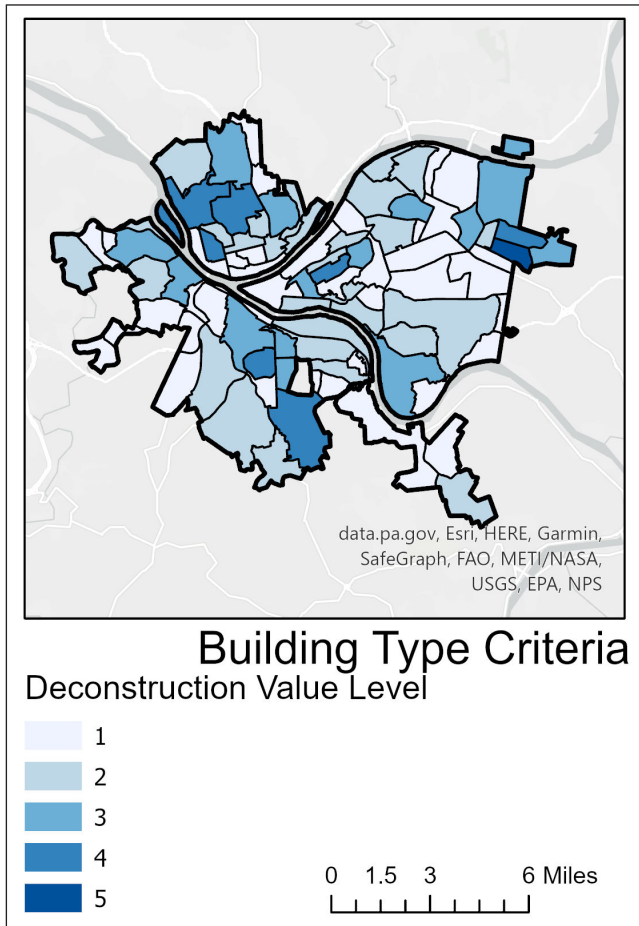 data.pa.gov, Esri, HERE, Garmin,
SafeGraph, FAO, METI/NASA,
USGS, EPA, NPS
Building Type Criteria
Deconstruction Value Level
1
2
3
4
5
0 1.5 3 6 Miles